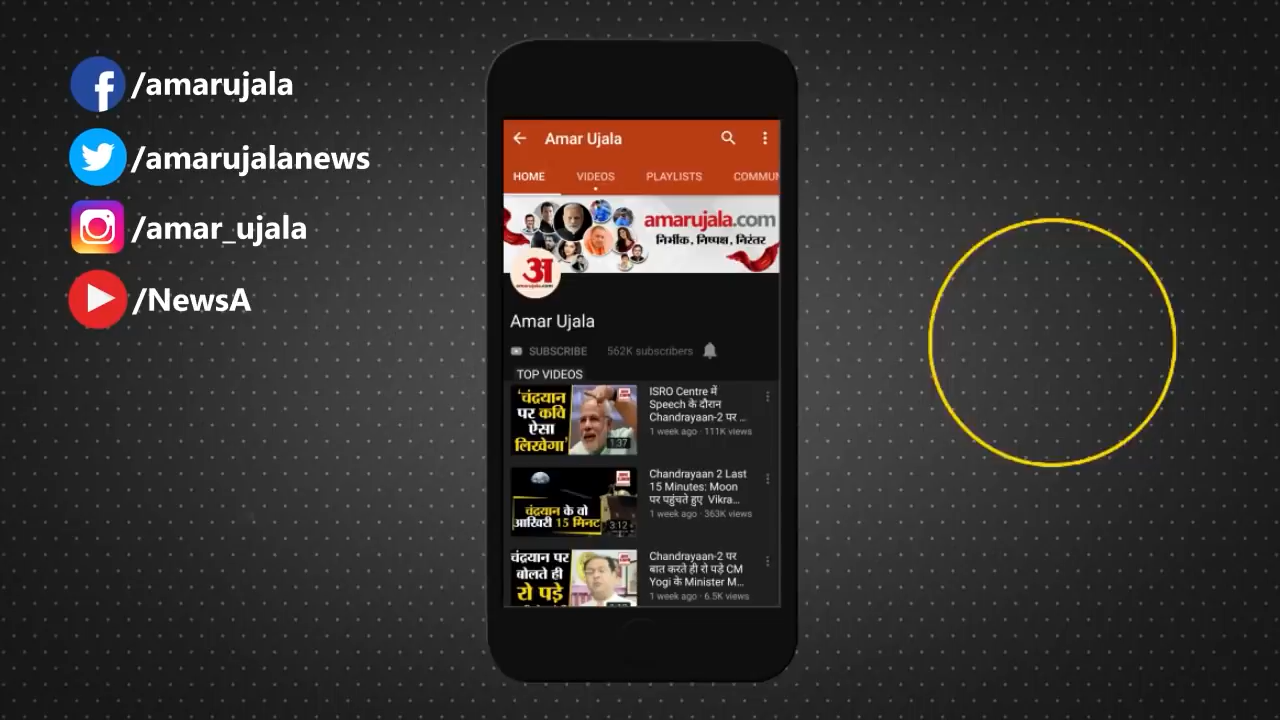 /amarujala
/amarujalanews
/amar_ujala
/NewsA
Amar Ujala
HOME VIDEOS PLAYLISTS COMMUN
amarujala.com
निर्भीक, निष्पक्ष, निरंतर
अ
amarujala.com
Amar Ujala
SUBSCRIBE 562K subscribers
TOP VIDEOS
'चंद्रयान
पर कवि
ऐसा
लिखेगा'
1:37
ISRO Centre में
Speech के दौरान
Chandrayaan-2 पर ...
1 week ago · 111K views
चंद्रयान के वो
आखिरी 15 मिनट
3:12
Chandrayaan 2 Last
15 Minutes: Moon
पर पहुंचते हुए Vikra...
1 week ago · 363K views
चंद्रयान पर
बोलते ही
रो पड़े
Chandrayaan-2 पर
बात करते ही रो पड़े CM
Yogi के Minister M...
1 week ago · 6.5K views